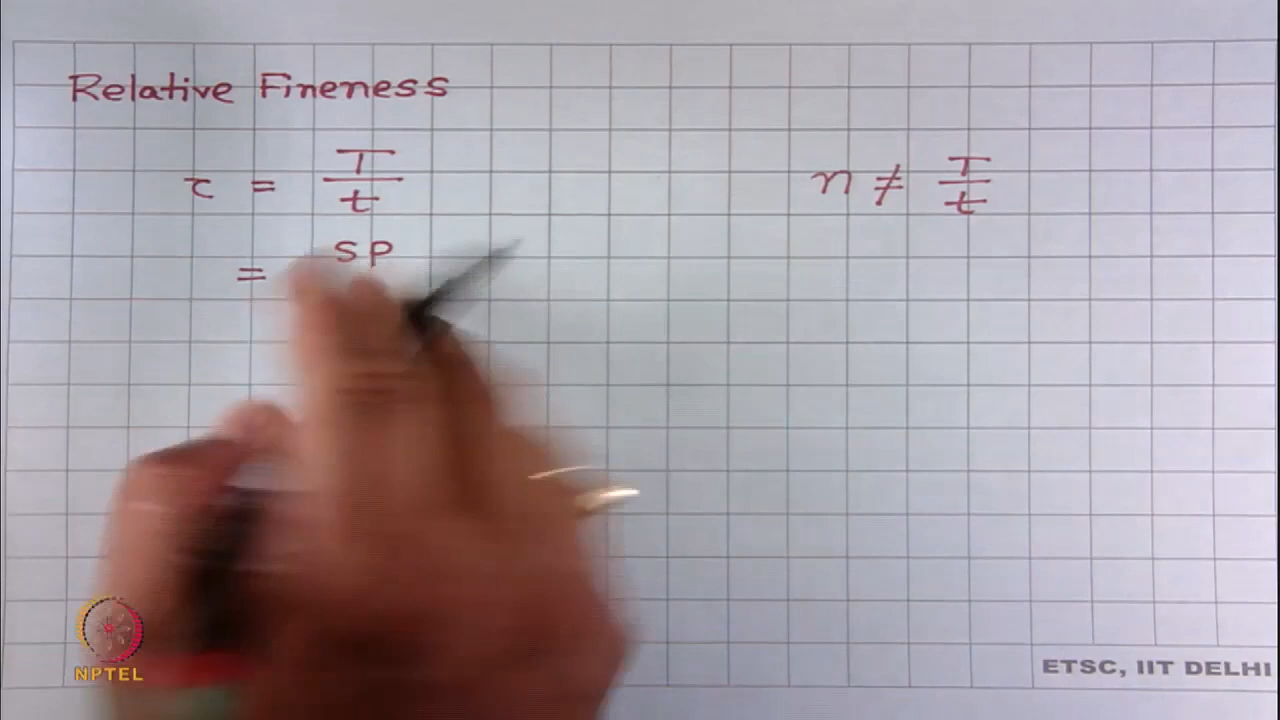 Relative Fineness
τ = T/t
n ≠ T/t
= SP
NPTEL
ETSC, IIT DELHI